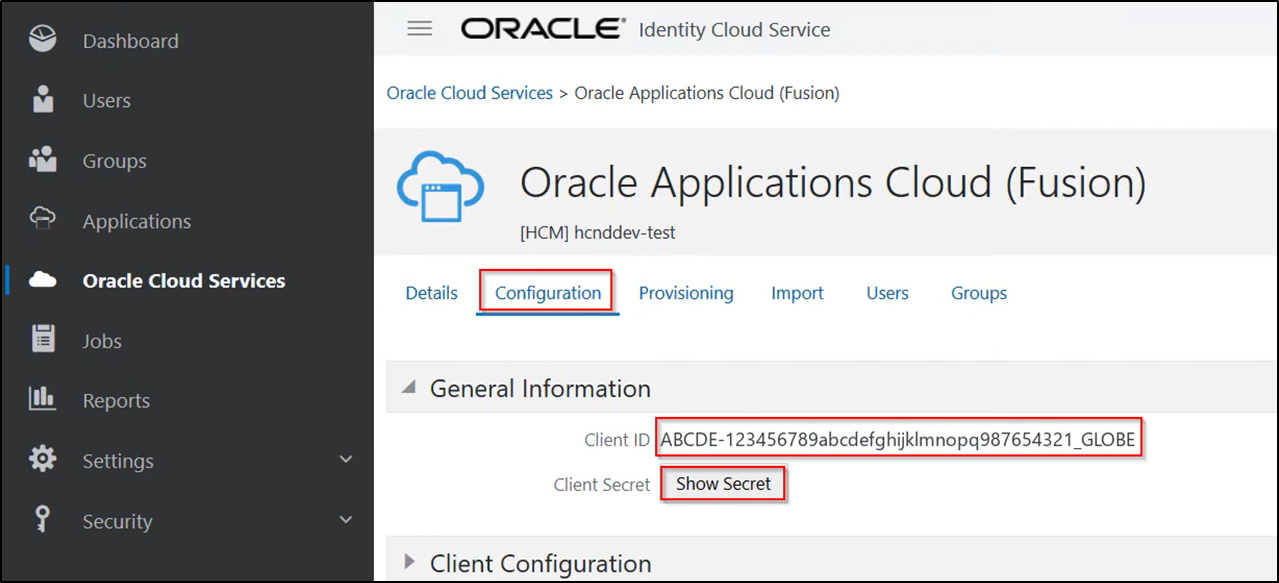 Dashboard
Users
Groups
Applications
Oracle Cloud Services
Jobs
Reports
Settings
Security
ORACLE® Identity Cloud Service
Oracle Cloud Services > Oracle Applications Cloud (Fusion)
Oracle Applications Cloud (Fusion)
[HCM] hcnddev-test
Details Configuration Provisioning Import Users Groups
General Information
Client ID ABCDE-123456789abcdefghijklmnopq987654321_GLOBE
Client Secret Show Secret
Client Configuration